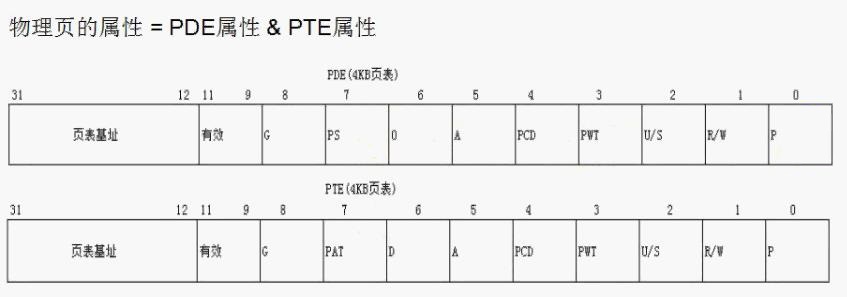 物理页的属性 = PDE属性 & PTE属性
PDE(4KB页表)
31 12 11 9 8 7 6 5 4 3 2 1 0
页表基址 有效 G PS 0 A PCD PWT U/S R/W P
PTE(4KB页表)
31 12 11 9 8 7 6 5 4 3 2 1 0
页表基址 有效 G PAT D A PCD PWT U/S R/W P